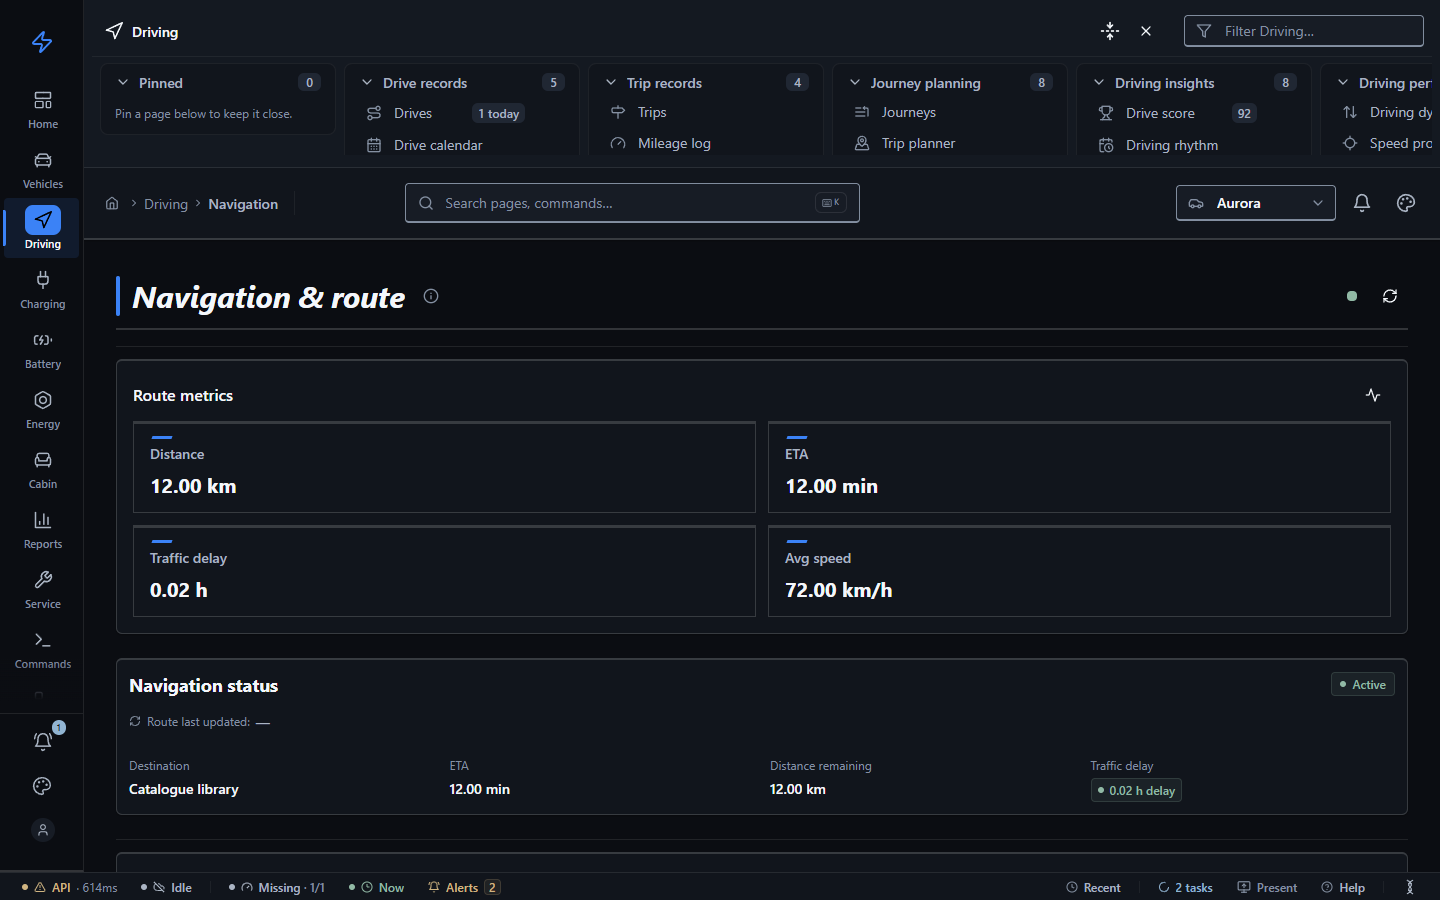 Driving
Filter Driving...
Pinned 0
Pin a page below to keep it close.
Drive records 5
Drives 1 today
Drive calendar
Trip records 4
Trips
Mileage log
Journey planning 8
Journeys
Trip planner
Driving insights 8
Drive score 92
Driving rhythm
Driving per
Driving dy
Speed pro
Home
Vehicles
Driving
Charging
Battery
Energy
Cabin
Reports
Service
Commands
1
Driving
Navigation
Search pages, commands...
K
Aurora
Navigation & route
Route metrics
Distance
12.00 km
ETA
12.00 min
Traffic delay
0.02 h
Avg speed
72.00 km/h
Navigation status
Active
Route last updated: —
Destination
Catalogue library
ETA
12.00 min
Distance remaining
12.00 km
Traffic delay
0.02 h delay
API · 614ms
Idle
Missing · 1/1
Now
Alerts 2
Recent
2 tasks
Present
Help